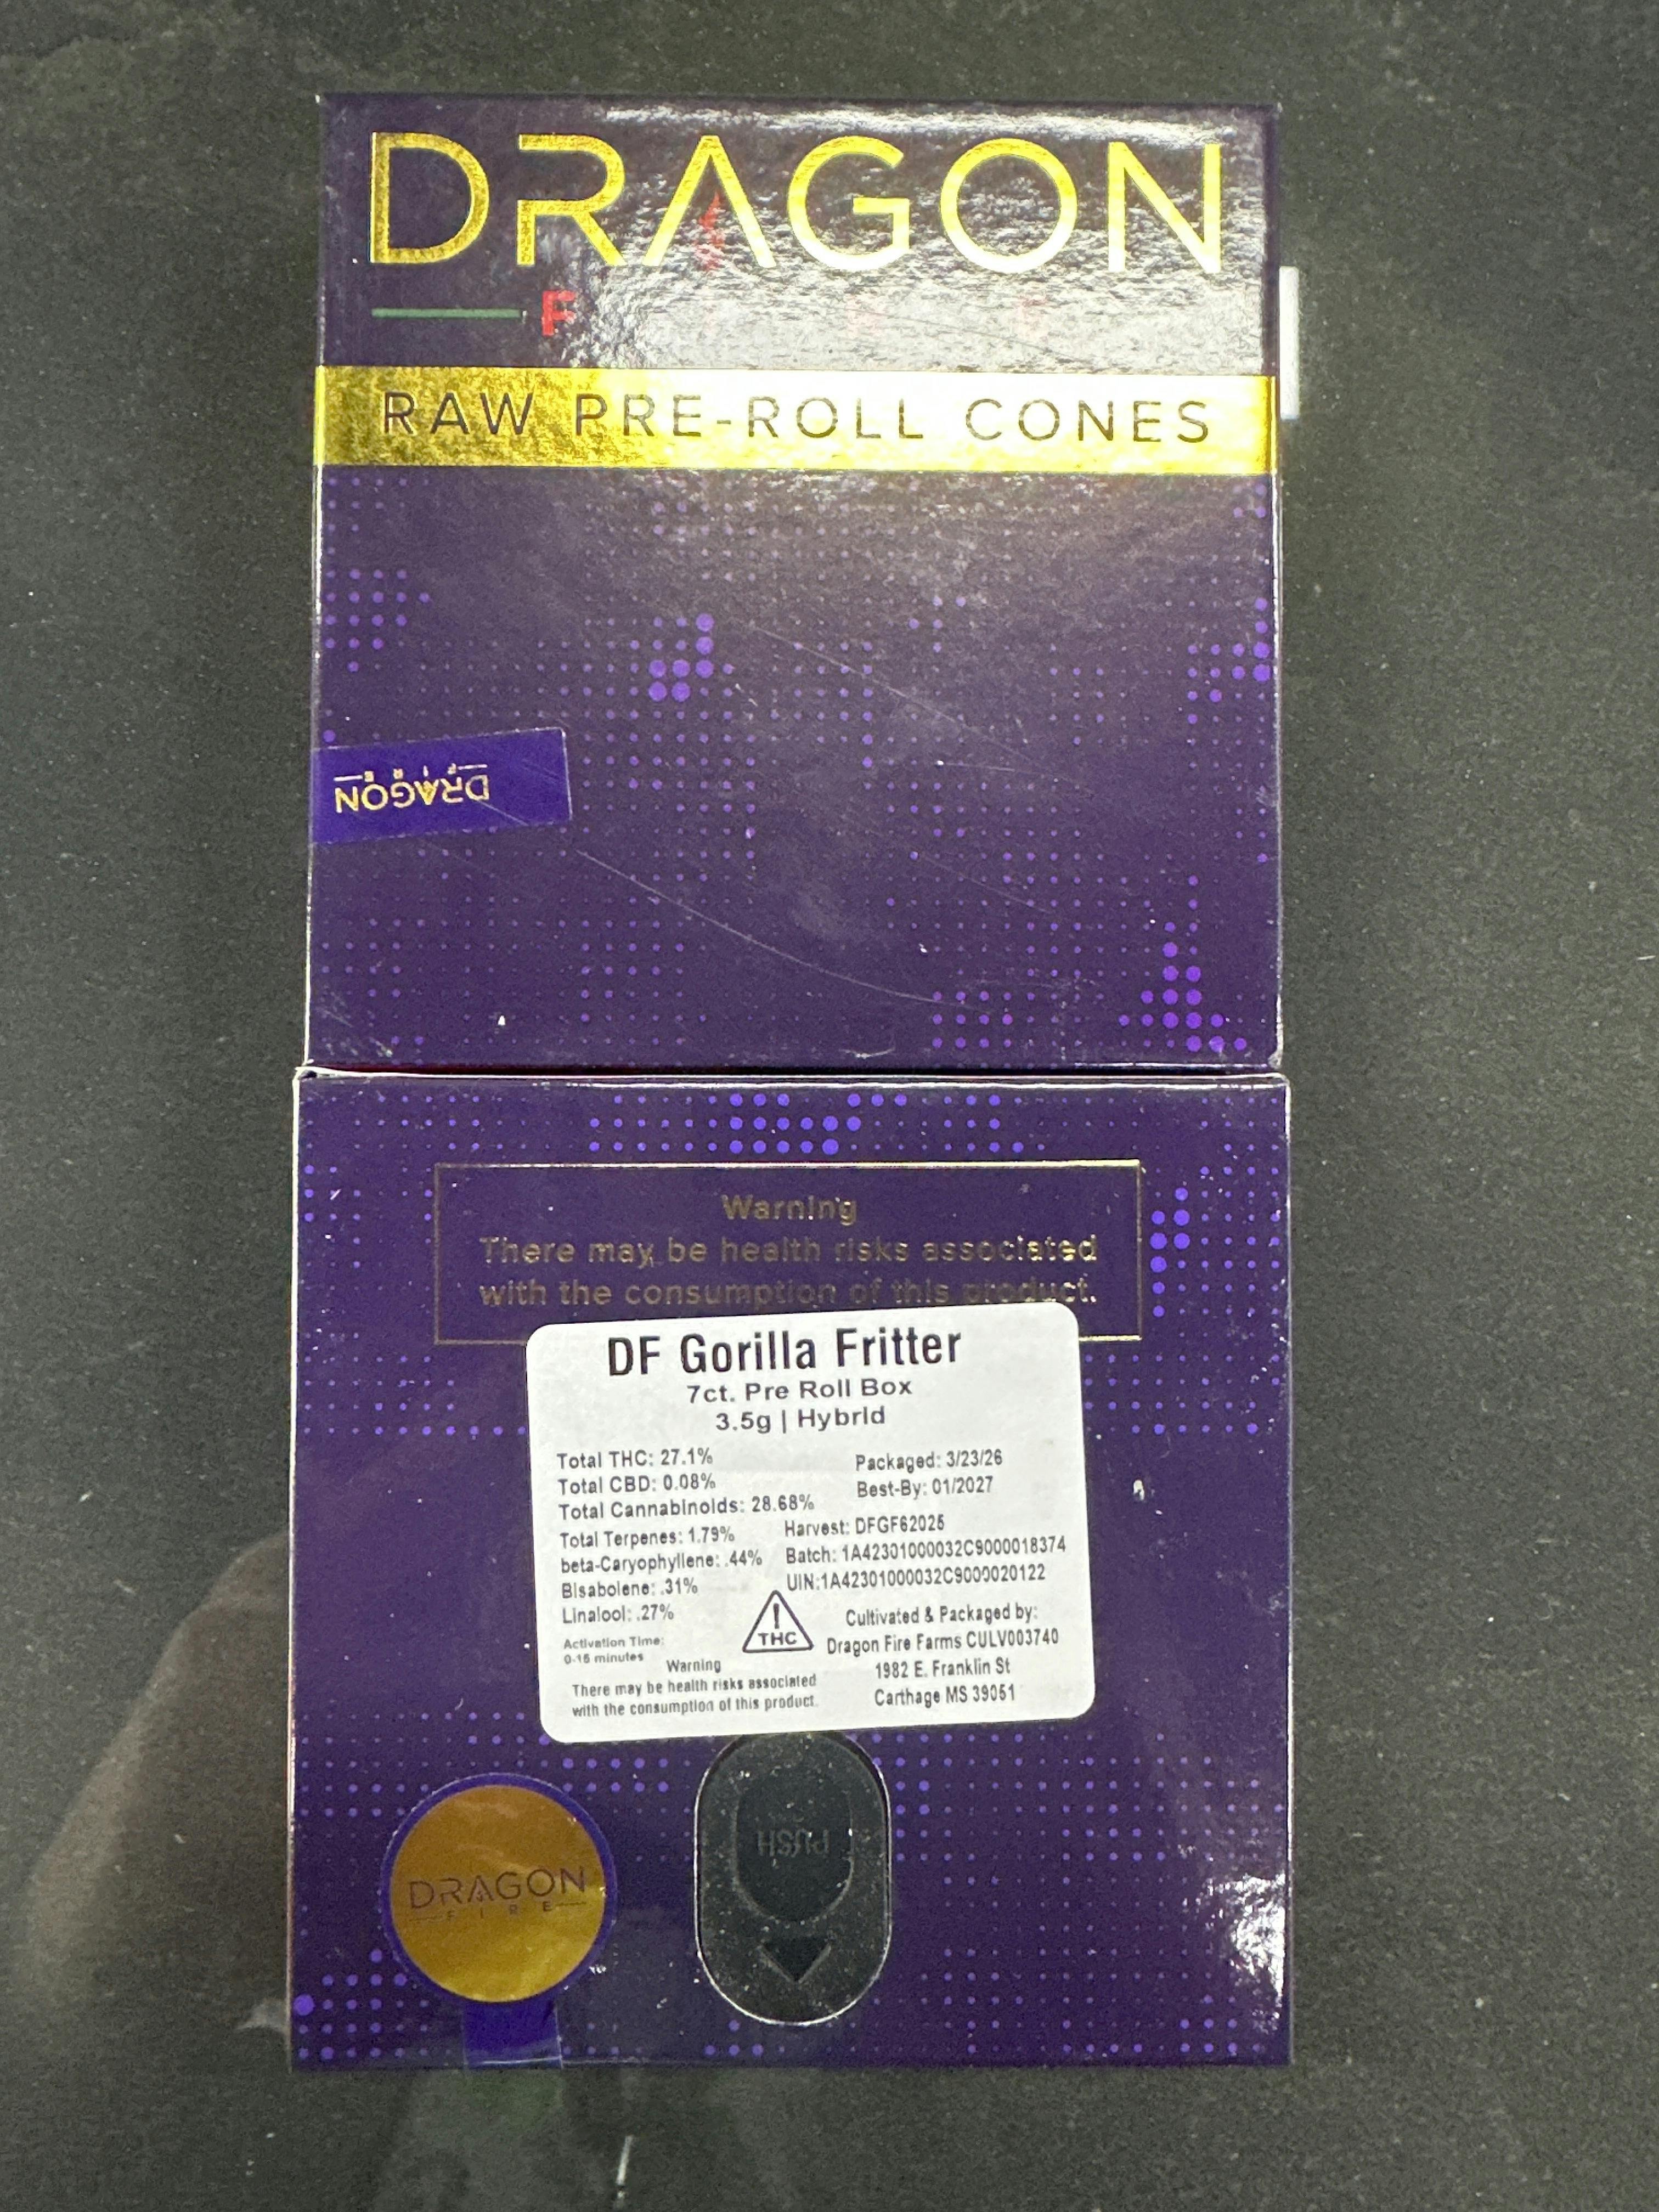 DRAGON
F
RAW PRE-ROLL CONES
DRAGON
FIRE
Warning
There may be health risks associated
with the consumption of this product.
DF Gorilla Fritter
7ct. Pre Roll Box
3.5g | Hybrid
Total THC: 27.1%
Total CBD: 0.08%
Total Cannabinoids: 28.68%
Packaged: 3/23/26
Best-By: 01/2027
Total Terpenes: 1.79%
beta-Caryophyllene: .44%
Bisabolene: .31%
Linalool: .27%
Harvest: DFGF62025
Batch: 1A42301000032C9000018374
UIN:1A42301000032C9000020122
Activation Time:
0-15 minutes
THC
Warning
There may be health risks associated
with the consumption of this product.
Cultivated & Packaged by:
Dragon Fire Farms CULV003740
1982 E. Franklin St
Carthage MS 39051
PUSH
DRAGON
FIRE